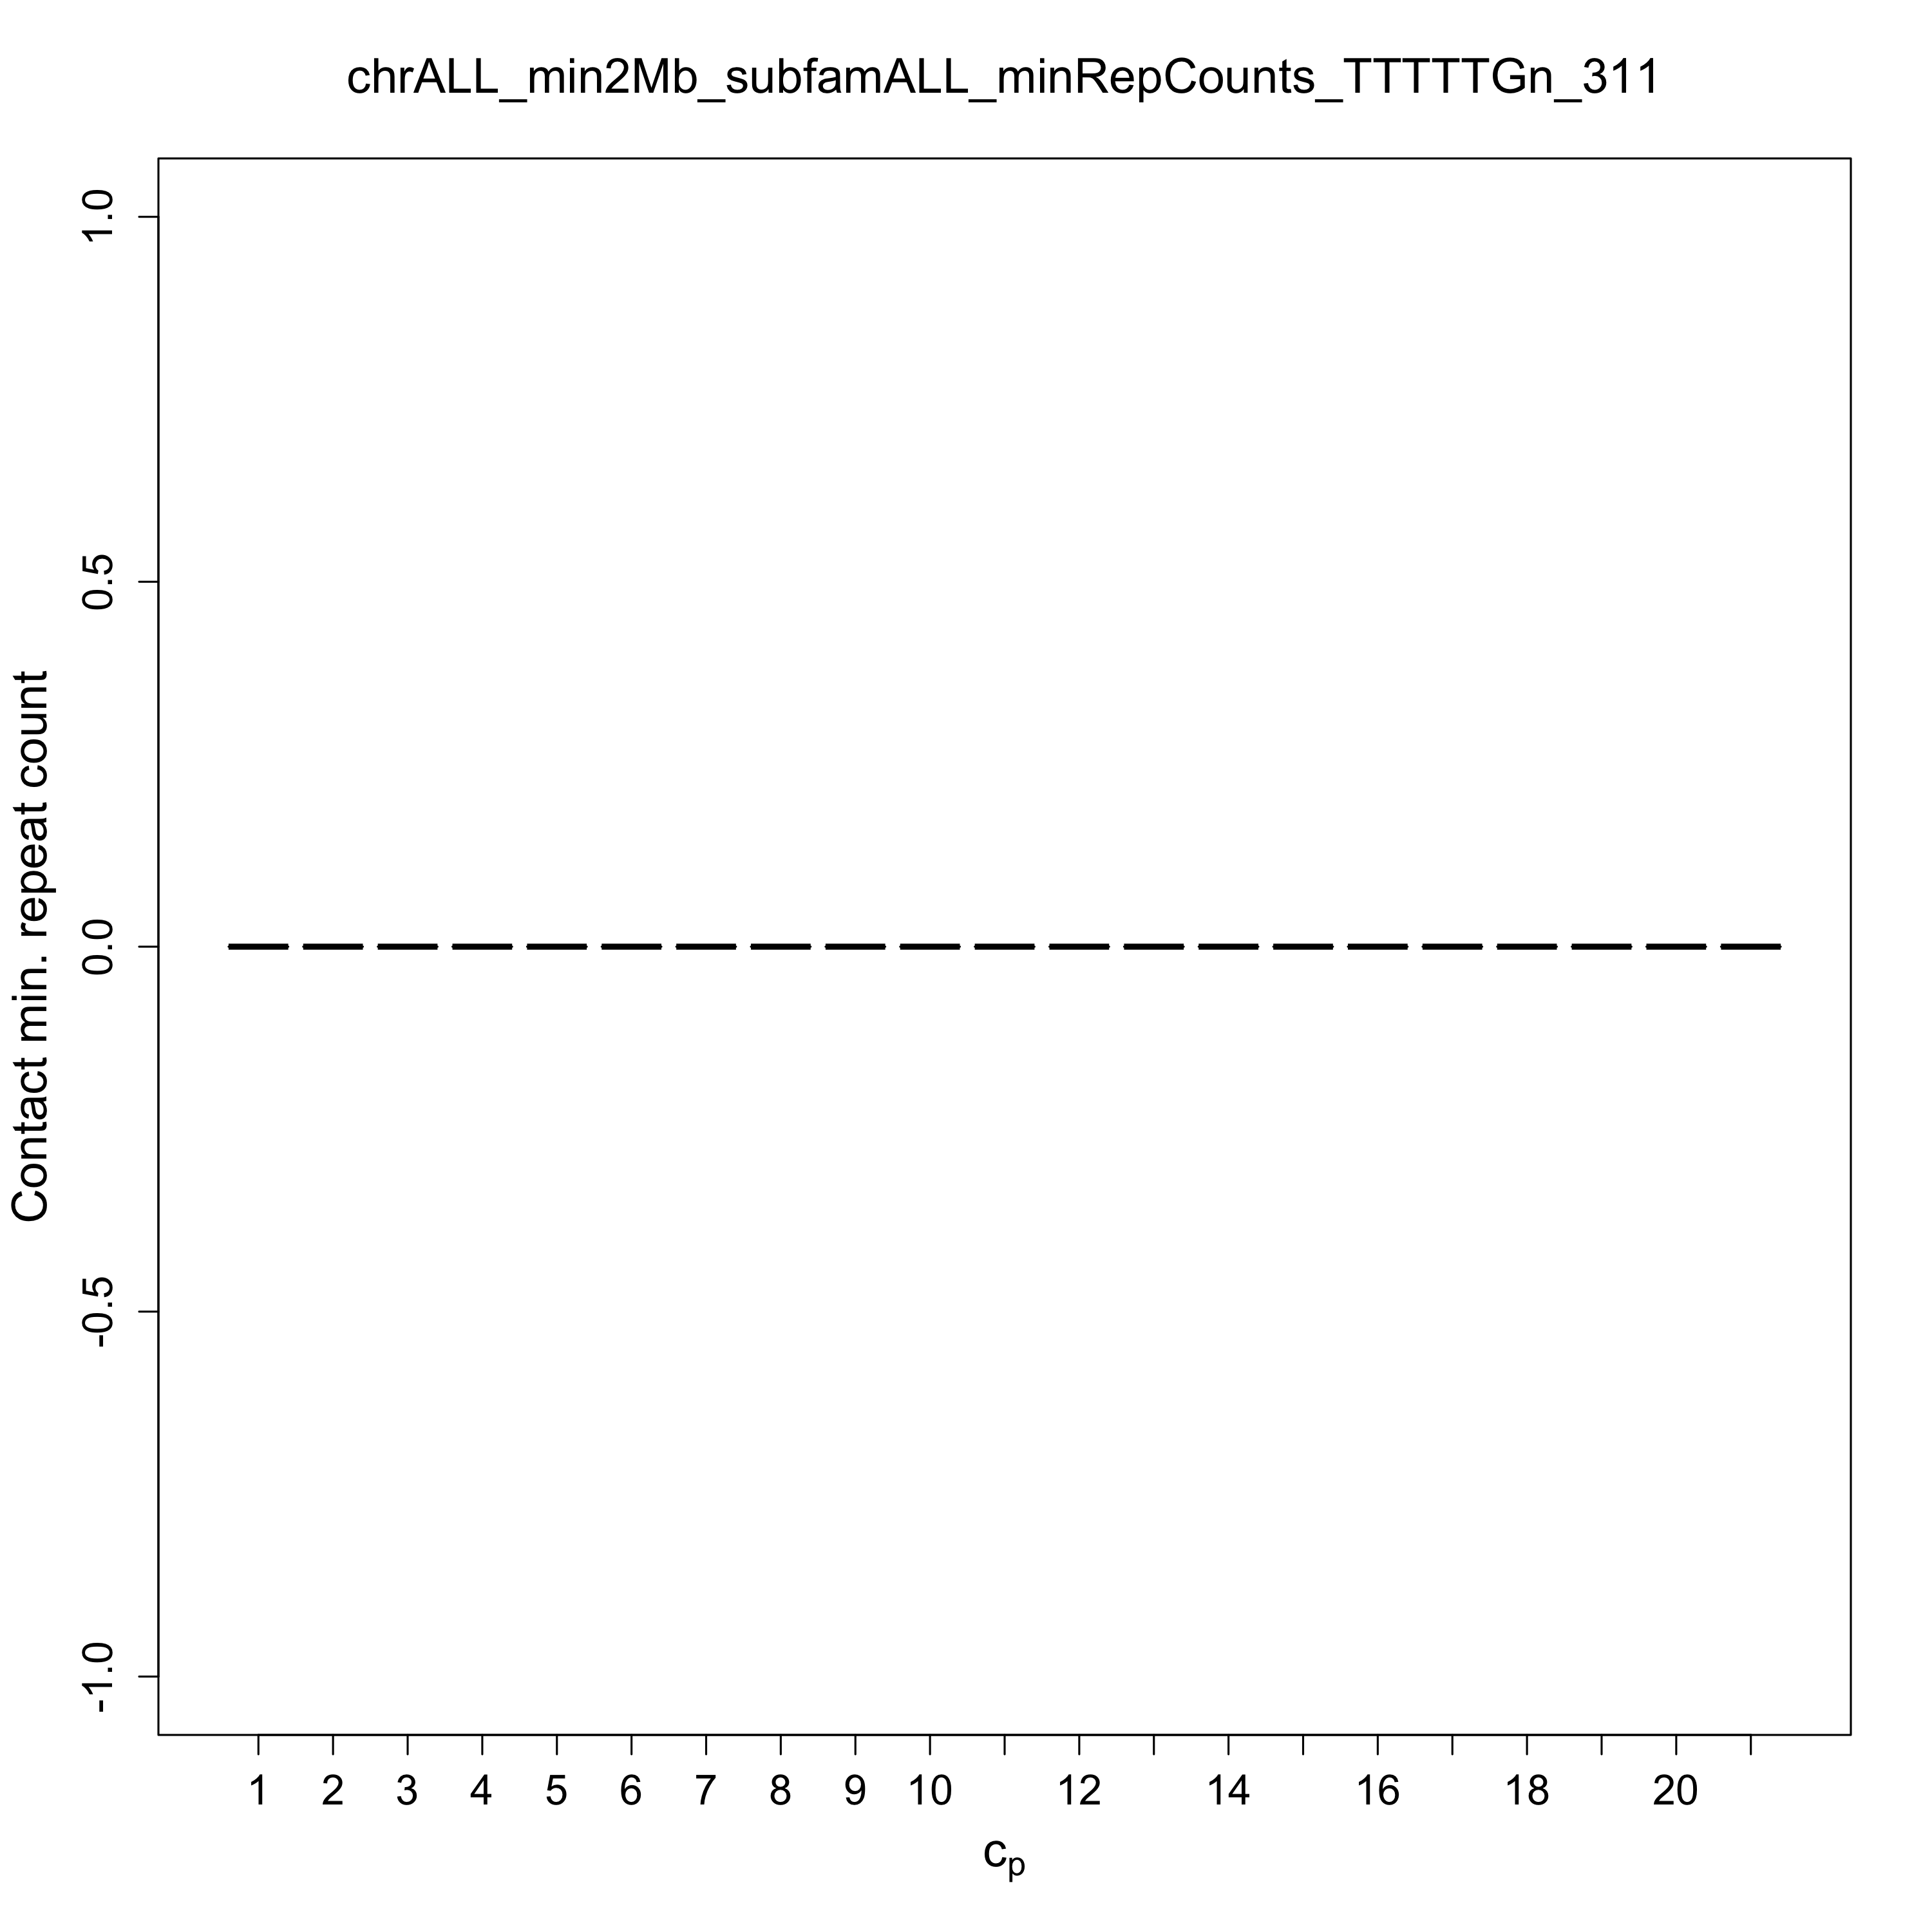 chrALL_min2Mb_subfamALL_minRepCounts_TTTTTGn_311
Contact min. repeat count
1.0
0.5
0.0
-0.5
-1.0
1 2 3 4 5 6 7 8 9 10 12 14 16 18 20
cp